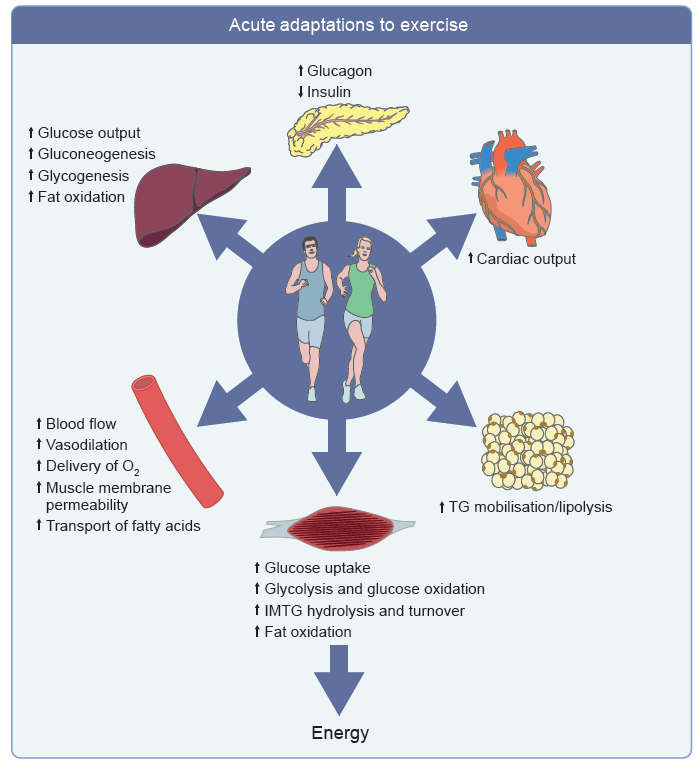 Acute adaptations to exercise
⬆ Glucagon
⬇ Insulin
⬆ Glucose output
⬆ Gluconeogenesis
⬆ Glycogenesis
⬆ Fat oxidation
⬆ Cardiac output
⬆ Blood flow
⬆ Vasodilation
⬆ Delivery of O₂
⬆ Muscle membrane
permeability
⬆ Transport of fatty acids
⬆ TG mobilisation/lipolysis
⬆ Glucose uptake
⬆ Glycolysis and glucose oxidation
⬆ IMTG hydrolysis and turnover
⬆ Fat oxidation
Energy